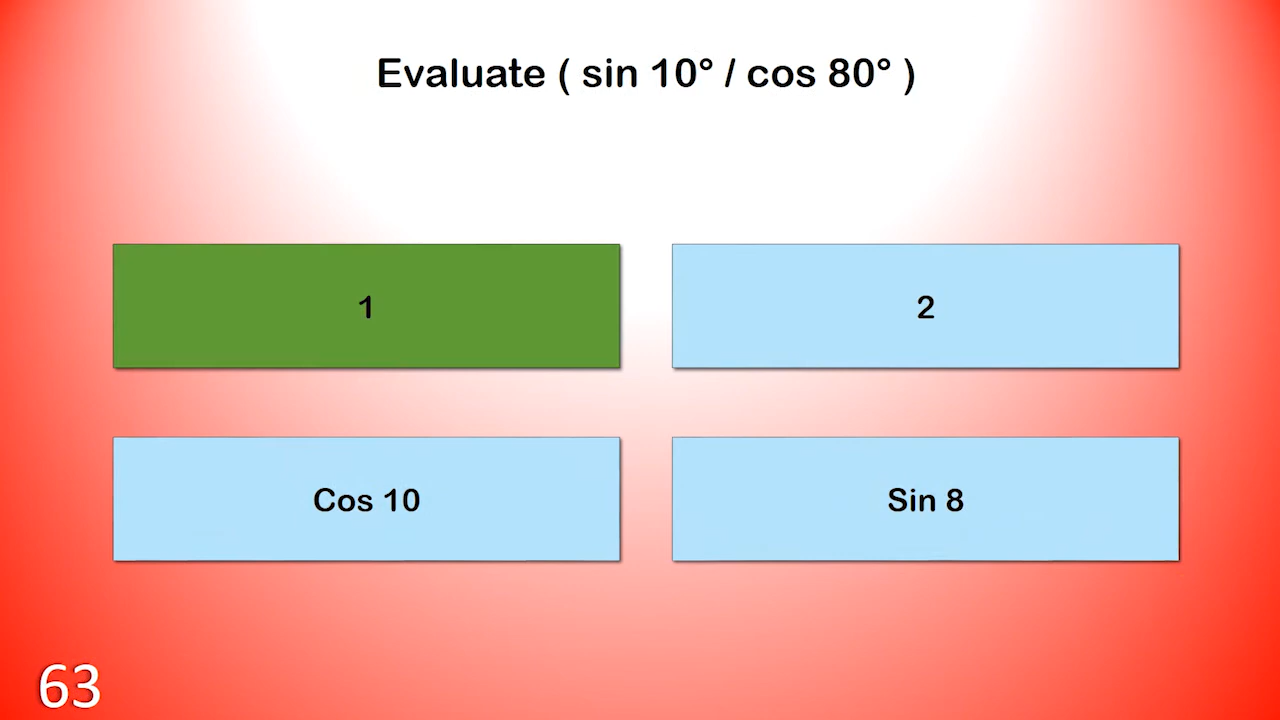 Evaluate ( sin 10° / cos 80° )
1
2
Cos 10
Sin 8
63